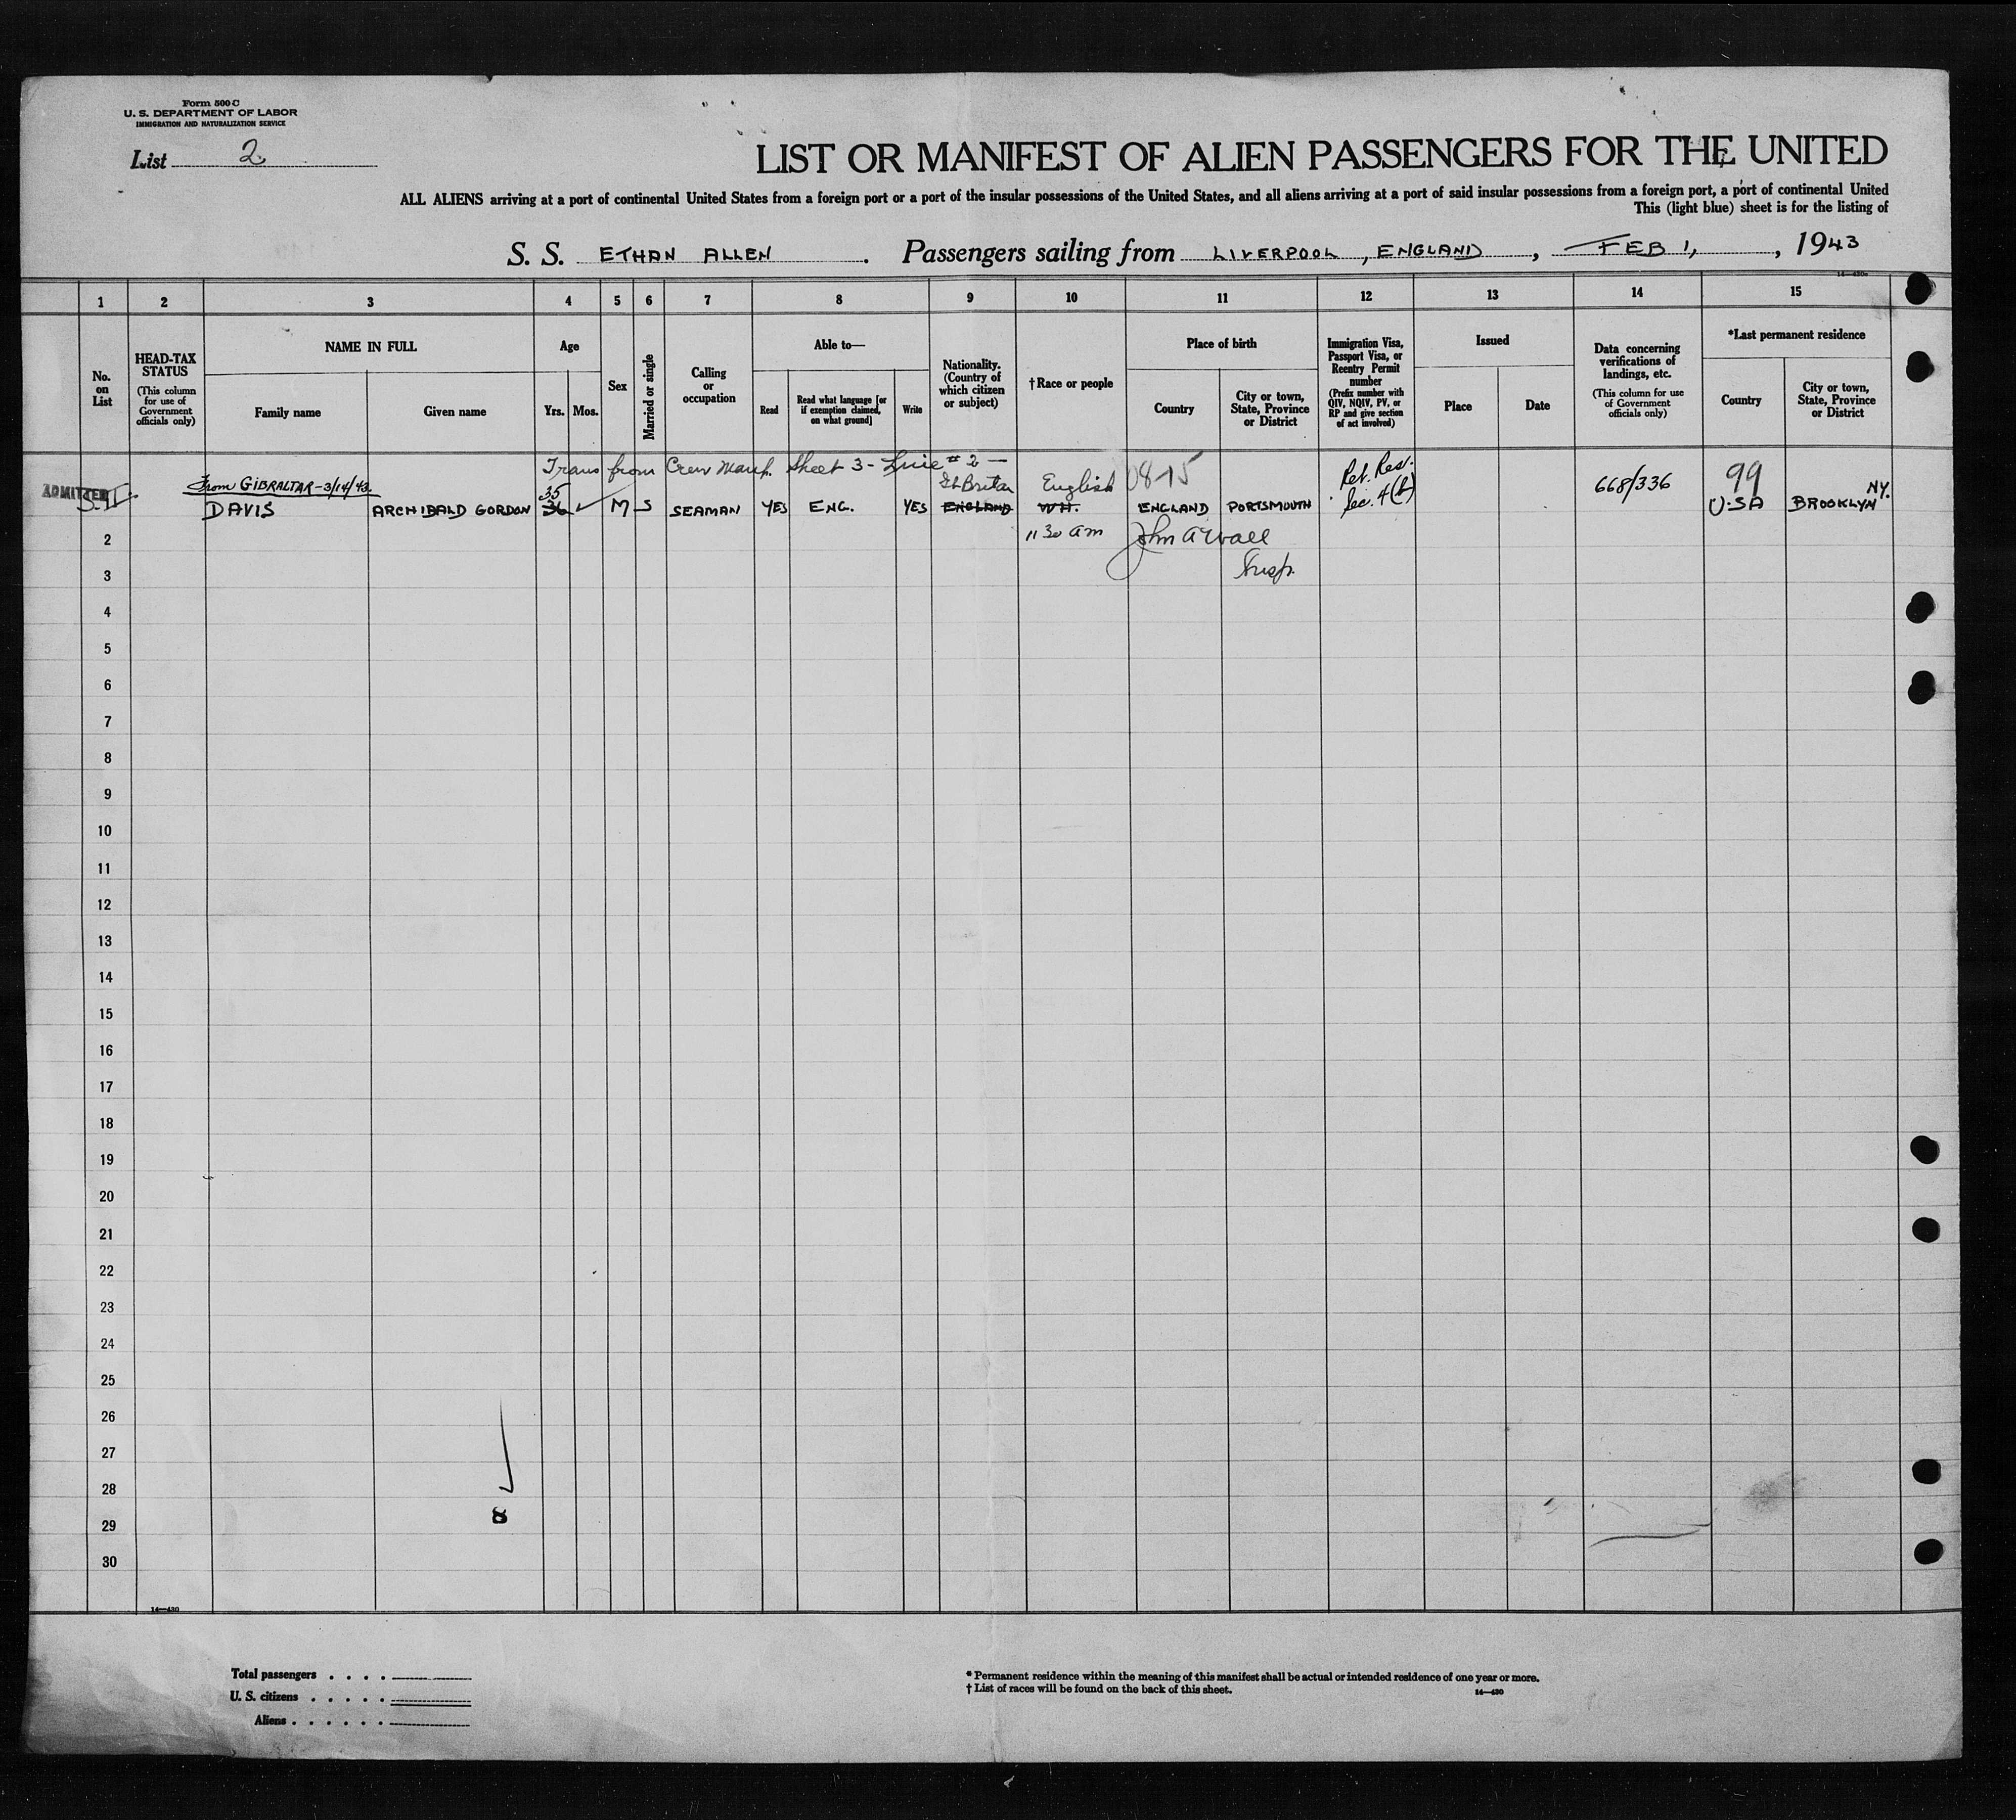 Form 500 C
U. S. DEPARTMENT OF LABOR
IMMIGRATION AND NATURALIZATION SERVICE
List 2
LIST OR MANIFEST OF ALIEN PASSENGERS FOR THE UNITED
ALL ALIENS arriving at a port of continental United States from a foreign port or a port of the insular possessions of the United States, and all aliens arriving at a port of said insular possessions from a foreign port, a port of continental United
This (light blue) sheet is for the listing of
S. S. ETHAN ALLEN . Passengers sailing from LIVERPOOL, ENGLAND, FEB 1, , 1943
14—430
1 2 3 4 5 6 7 8 9 10 11 12 13 14 15
No. on List
HEAD-TAX STATUS
(This column for use of Government officials only)
NAME IN FULL
Family name
Given name
Age
Yrs. Mos.
Sex
Married or single
Calling or occupation
Able to—
Read
Read what language [or if exemption claimed, on what ground]
Write
Nationality. (Country of which citizen or subject)
† Race or people
Place of birth
Country
City or town, State, Province or District
Immigration Visa, Passport Visa, or Reentry Permit number
(Prefix number with QIV, NQIV, PV, or RP and give section of act involved)
Issued
Place
Date
Data concerning verifications of landings, etc.
(This column for use of Government officials only)
*Last permanent residence
Country
City or town, State, Province or District
Trans from Crew Manf. Sheet 3 - Line # 2 —
ADMITTED
From GIBRALTAR - 3/14/43
35
Gt Britan
English
08-15
Ret. Res.
Sec. 4(b)
668/336
99
NY.
DAVIS ARCHIBALD GORDON 36 M S SEAMAN YES ENG. YES ENGLAND WH. ENGLAND PORTSMOUTH U.S.A BROOKLYN
2 11 30 am John A Wall
3 Insp.
4
5
6
7
8
9
10
11
12
13
14
15
16
17
18
19
20
21
22
23
24
25
26
27
28
8
29
30
14—430
Total passengers . . . .
U. S. citizens . . . . .
Aliens . . . . . .
* Permanent residence within the meaning of this manifest shall be actual or intended residence of one year or more.
† List of races will be found on the back of this sheet.
14—430